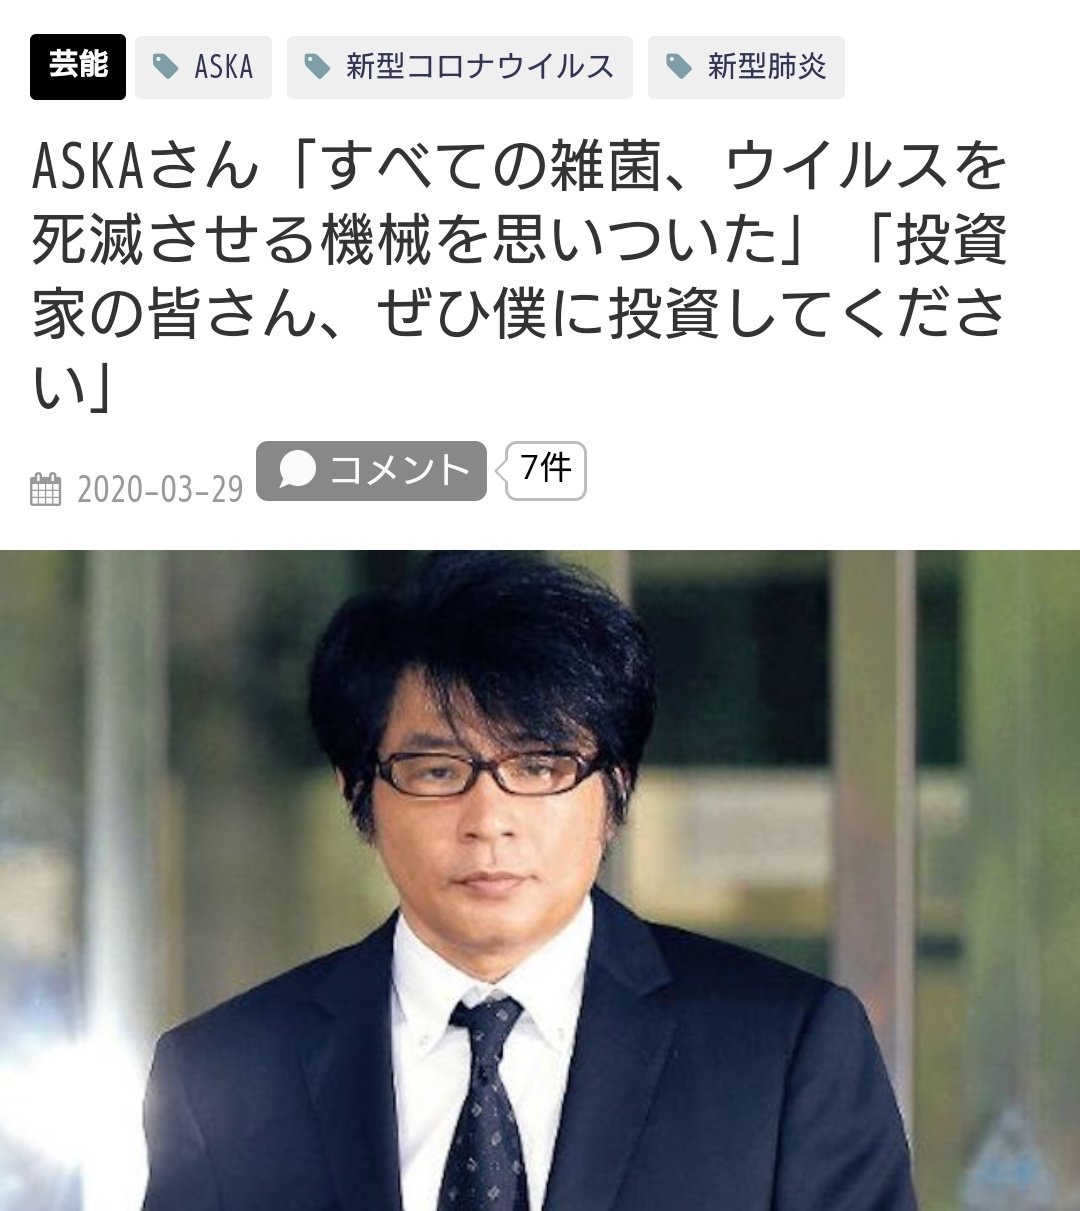 芸能 ASKA 新型コロナウイルス 新型肺炎
ASKAさん「すべての雑菌、ウイルスを
死滅させる機械を思いついた」「投資
家の皆さん、ぜひ僕に投資してくださ
い」
2020-03-29 コメント 7件